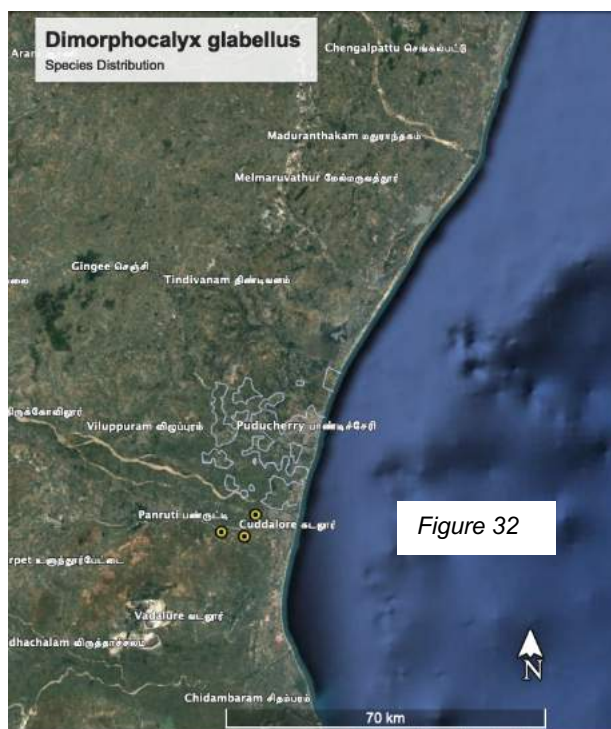 Dimorphocalyx glabellus
Species Distribution
Chengalpattu செங்கல்பட்டு
Maduranthakam மதுராந்தகம்
Melmaruvathur மேல்மருவத்தூர்
Gingee செஞ்சி
Tindivanam திண்டிவனம்
Viluppuram விழுப்புரம்
Puducherry பாண்டிச்சேரி
Panruti பண்ருட்டி
Cuddalore கடலூர்
Figure 32
Vadalure வடலூர்
Chidambaram சிதம்பரம்
N
70 km